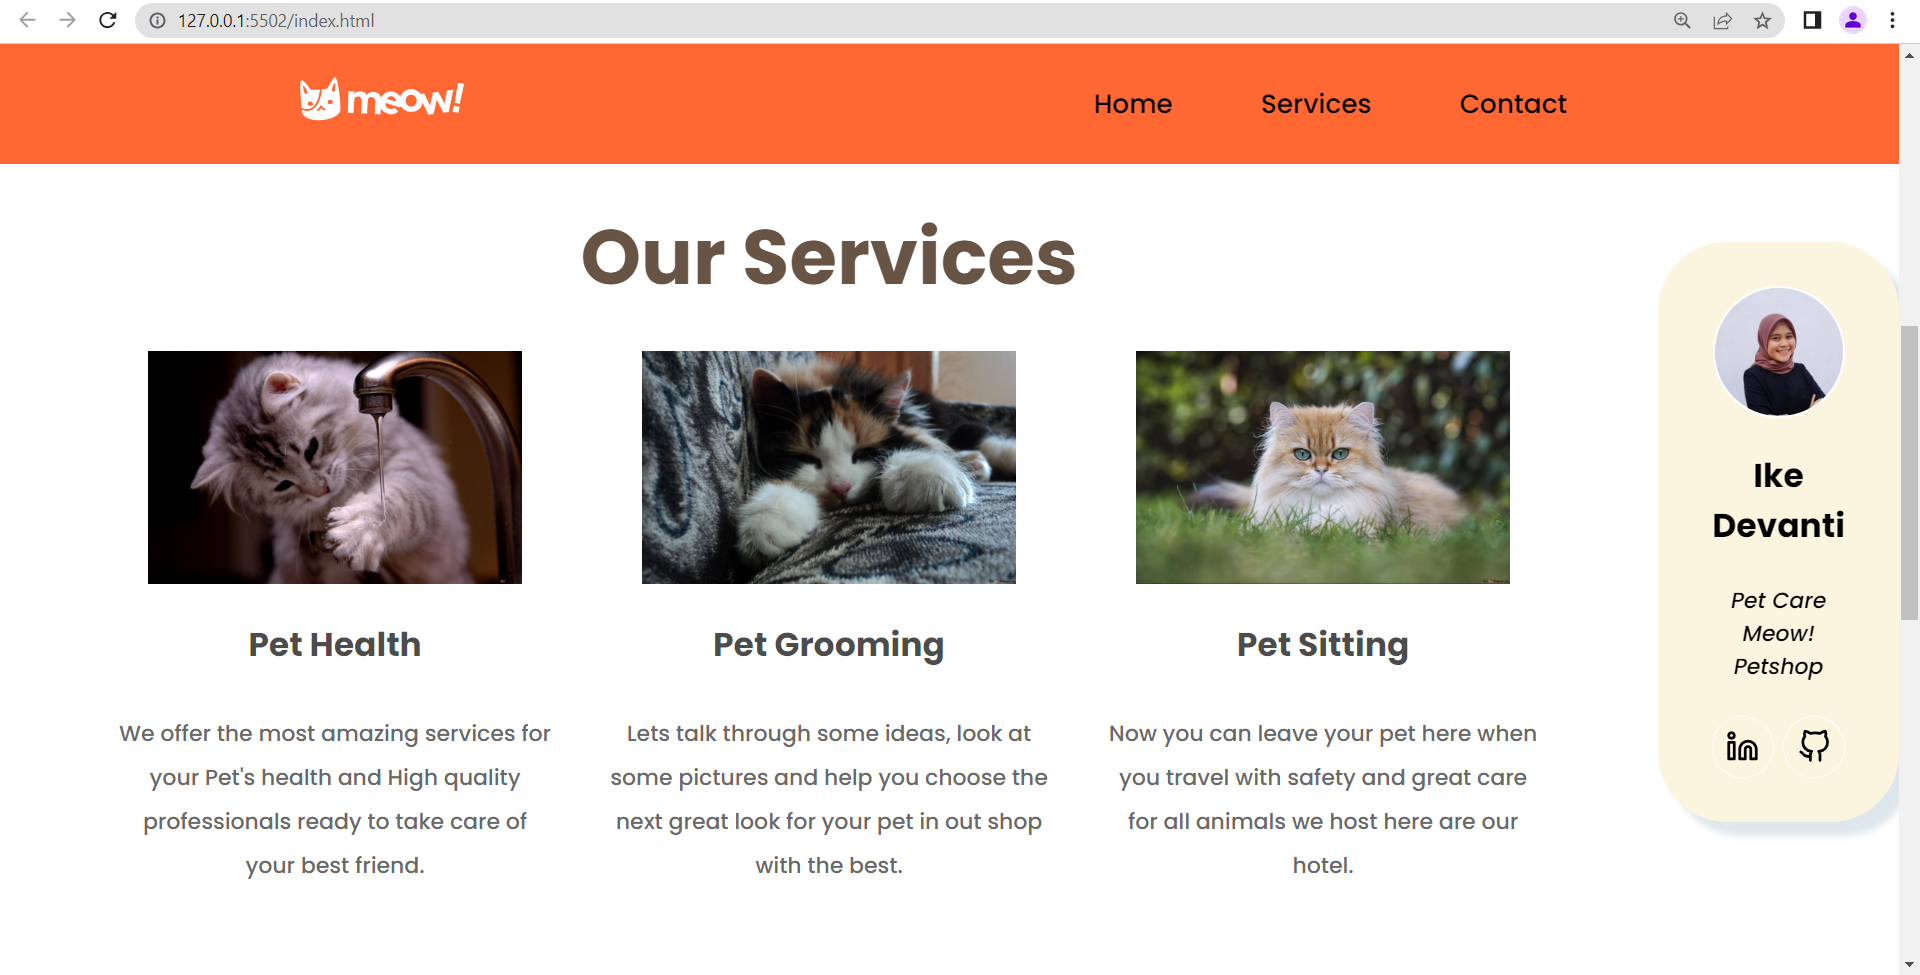 127.0.0.1:5502/index.html
meow!
Home
Services
Contact
Our Services
Pet Health
We offer the most amazing services for
your Pet's health and High quality
professionals ready to take care of
your best friend.
Pet Grooming
Lets talk through some ideas, look at
some pictures and help you choose the
next great look for your pet in out shop
with the best.
Pet Sitting
Now you can leave your pet here when
you travel with safety and great care
for all animals we host here are our
hotel.
Ike
Devanti
Pet Care
Meow!
Petshop
in